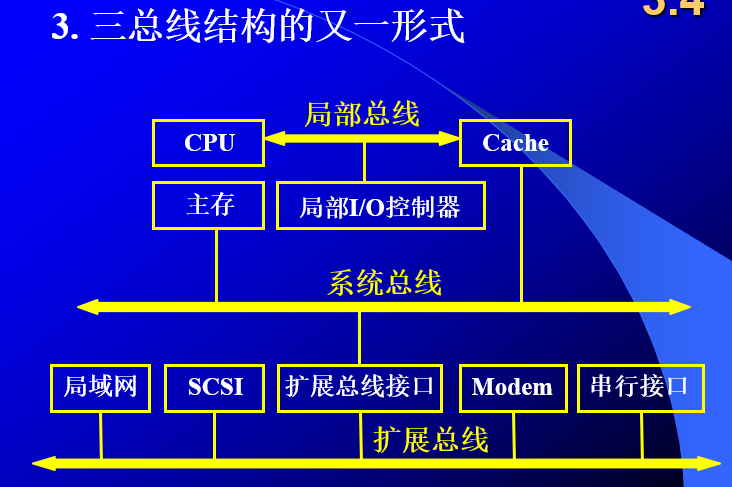 3.4
3. 三总线结构的又一形式
局部总线
CPU
Cache
主存
局部I/O控制器
系统总线
局域网
SCSI
扩展总线接口
Modem
串行接口
扩展总线